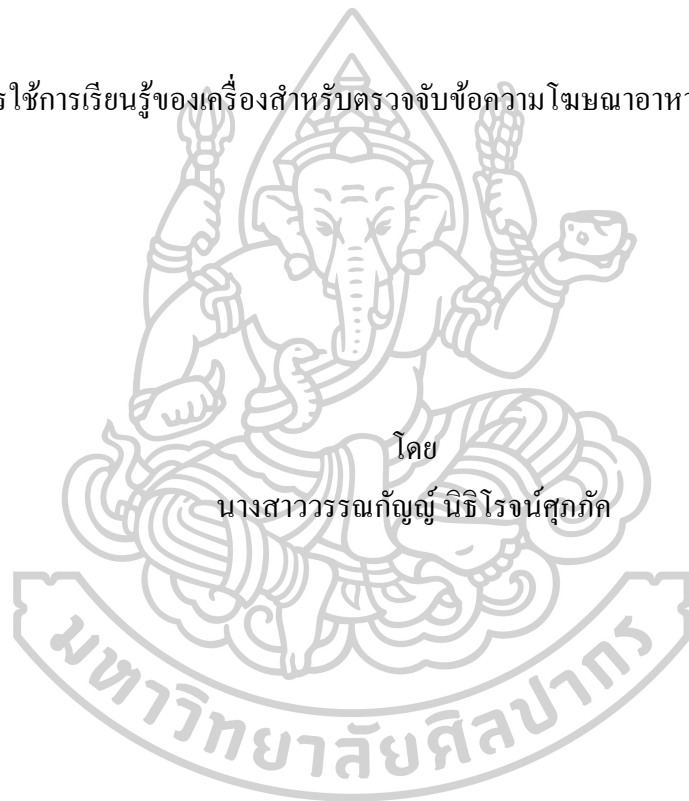 ใช้การเรียนรู้ของเครื่องสำหรับตรวจจับข้อความโฆษณาอาหา
โดย
นางสาววรรณกัญญ์ นิธิโรจน์ศุภภัค
มหาวิทยาลัยศิลปากร